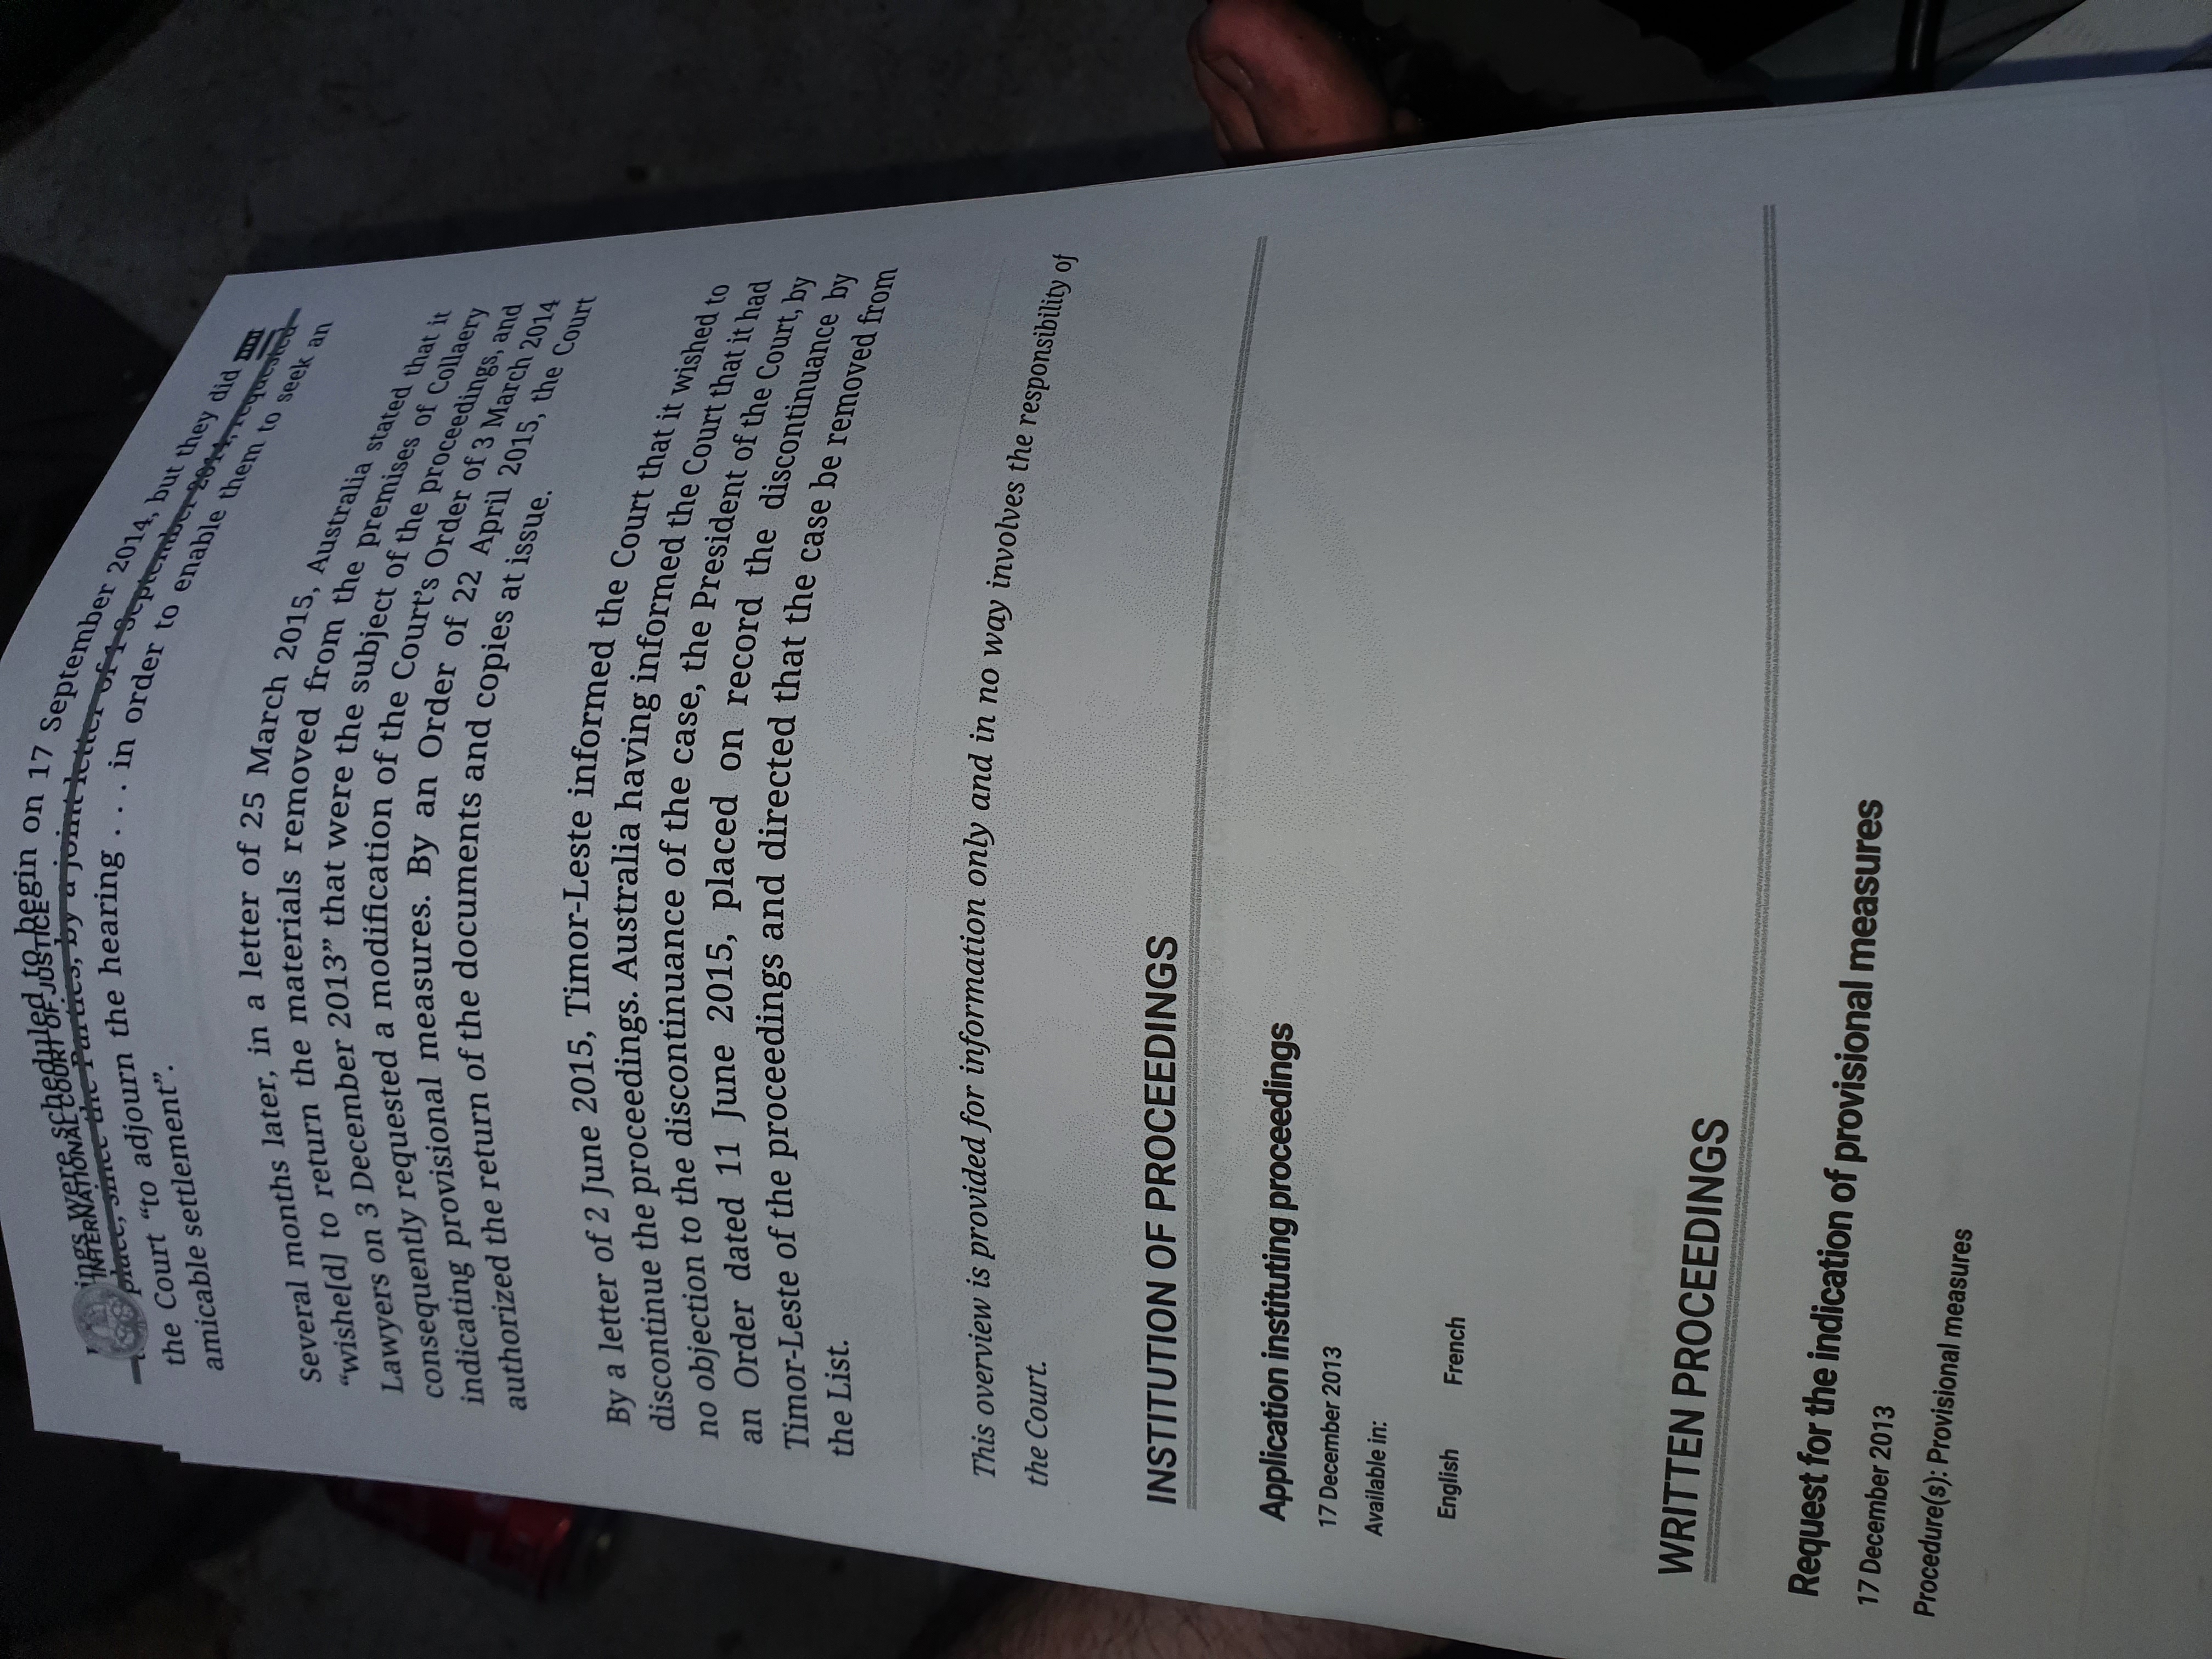 INTERNATIONAL COURT OF JUSTICE
ings were scheduled to begin on 17 September 2014, but they did not
place, since the Parties, by a joint letter of 1 September 2014, requested
the Court “to adjourn the hearing . . . in order to enable them to seek an
amicable settlement”.
Several months later, in a letter of 25 March 2015, Australia stated that it
“wishe[d] to return the materials removed from the premises of Collaery
Lawyers on 3 December 2013” that were the subject of the proceedings, and
consequently requested a modification of the Court’s Order of 3 March 2014
indicating provisional measures. By an Order of 22 April 2015, the Court
authorized the return of the documents and copies at issue.
By a letter of 2 June 2015, Timor-Leste informed the Court that it wished to
discontinue the proceedings. Australia having informed the Court that it had
no objection to the discontinuance of the case, the President of the Court, by
an Order dated 11 June 2015, placed on record the discontinuance by
Timor-Leste of the proceedings and directed that the case be removed from
the List.
This overview is provided for information only and in no way involves the responsibility of
the Court.
INSTITUTION OF PROCEEDINGS
Application instituting proceedings
17 December 2013
Available in:
English French
Memorial of Timor-Leste
WRITTEN PROCEEDINGS
Request for the indication of provisional measures
17 December 2013
Procedure(s): Provisional measures